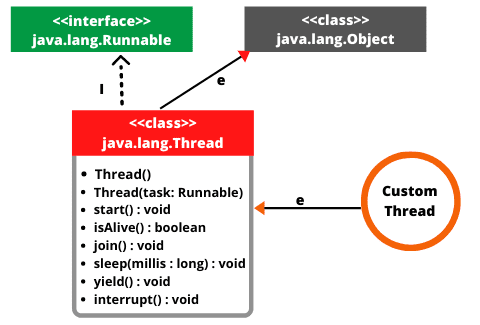 <<interface>>
java.lang.Runnable
<<class>>
java.lang.Object
I
e
<<class>>
java.lang.Thread
• Thread()
• Thread(task: Runnable)
• start() : void
• isAlive() : boolean
• join() : void
• sleep(millis : long) : void
• yield() : void
• interrupt() : void
e
Custom
Thread